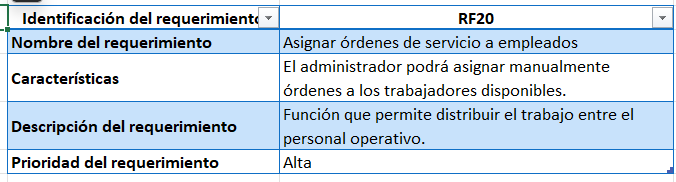 Identificación del requerimiento RF20
Nombre del requerimiento Asignar órdenes de servicio a empleados
Características El administrador podrá asignar manualmente
órdenes a los trabajadores disponibles.
Descripción del requerimiento Función que permite distribuir el trabajo entre el
personal operativo.
Prioridad del requerimiento Alta